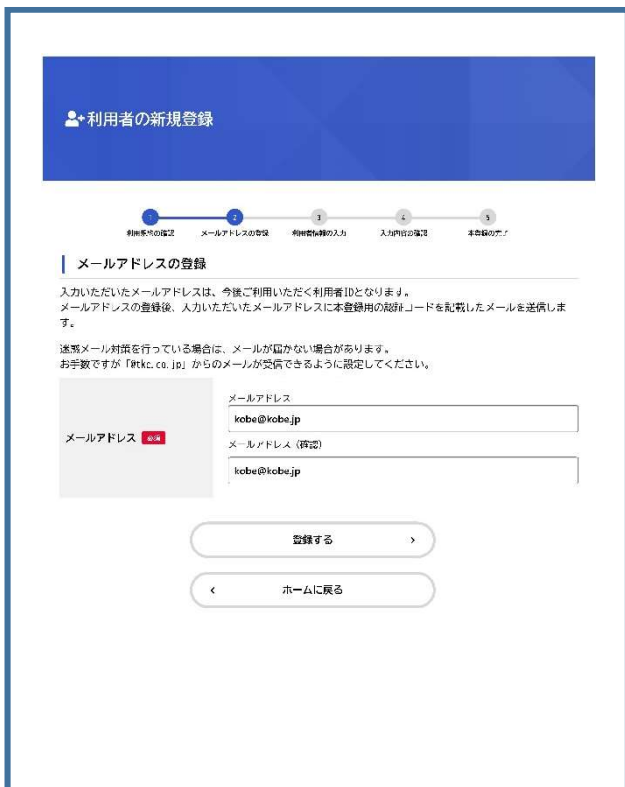 利用者の新規登録
1 2 3 4 5
利用規約の確認 メールアドレスの登録 利用者情報の入力 入力内容の確認 本登録の完了
メールアドレスの登録
入力いただいたメールアドレスは、今後ご利用いただく利用者IDとなります。
メールアドレスの登録後、入力いただいたメールアドレスに本登録用の認証コードを記載したメールを送信しま
す。
迷惑メール対策を行っている場合は、メールが届かない場合があります。
お手数ですが「@tkc.co.jp」からのメールが受信できるように設定してください。
メールアドレス
kobe@kobe.jp
メールアドレス 必須
メールアドレス（確認）
kobe@kobe.jp
登録する
ホームに戻る